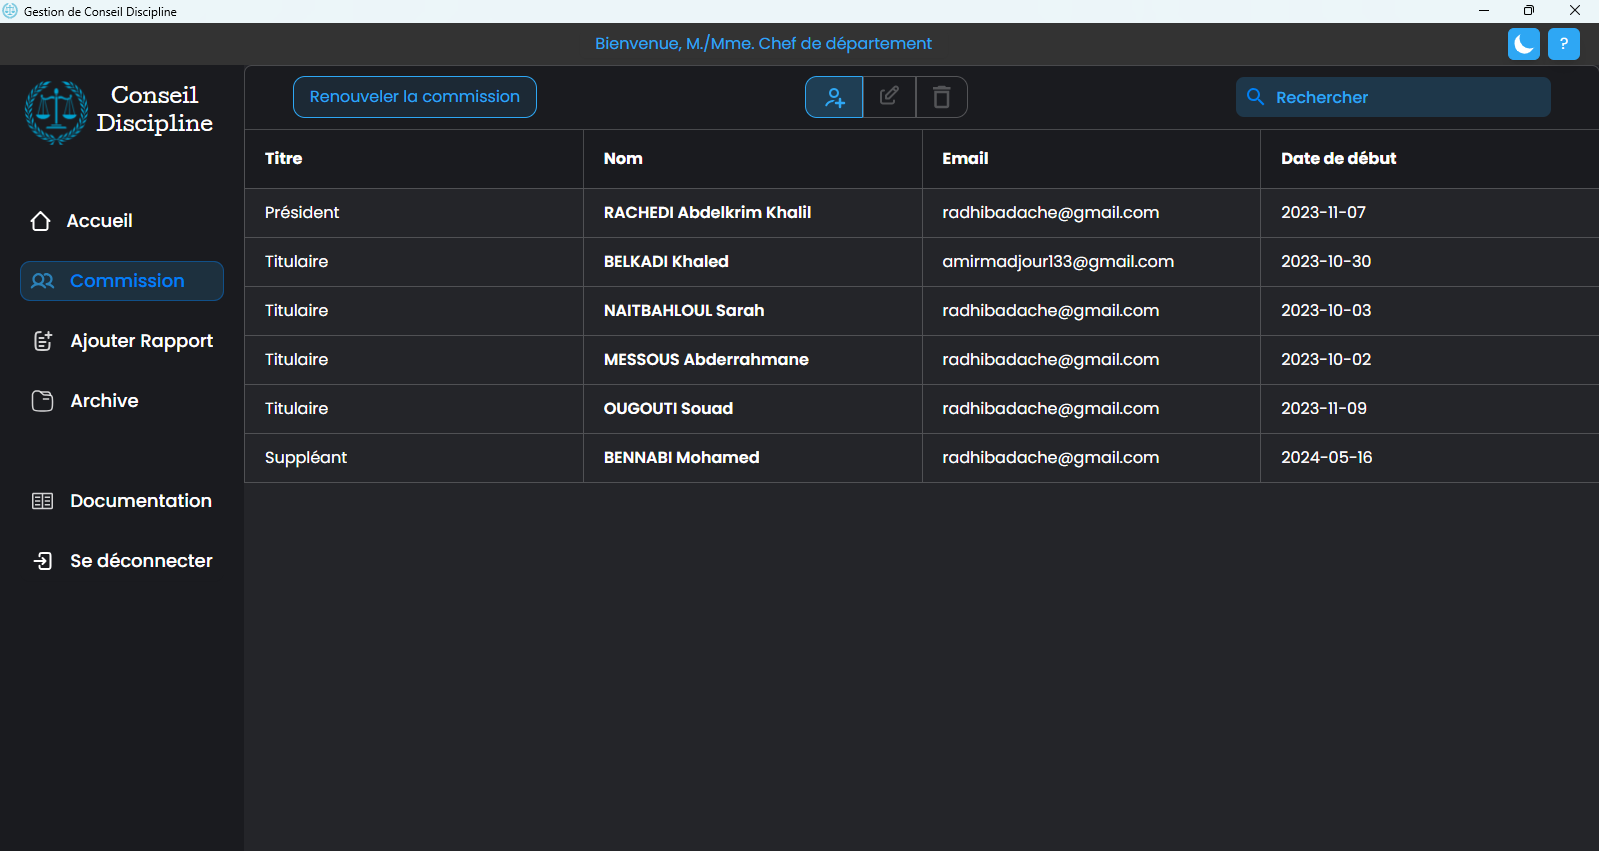 Gestion de Conseil Discipline
Bienvenue, M./Mme. Chef de département
?
Conseil
Discipline
Accueil
Commission
Ajouter Rapport
Archive
Documentation
Se déconnecter
Renouveler la commission
Rechercher
Titre Nom Email Date de début
Président RACHEDI Abdelkrim Khalil radhibadache@gmail.com 2023-11-07
Titulaire BELKADI Khaled amirmadjour133@gmail.com 2023-10-30
Titulaire NAITBAHLOUL Sarah radhibadache@gmail.com 2023-10-03
Titulaire MESSOUS Abderrahmane radhibadache@gmail.com 2023-10-02
Titulaire OUGOUTI Souad radhibadache@gmail.com 2023-11-09
Suppléant BENNABI Mohamed radhibadache@gmail.com 2024-05-16